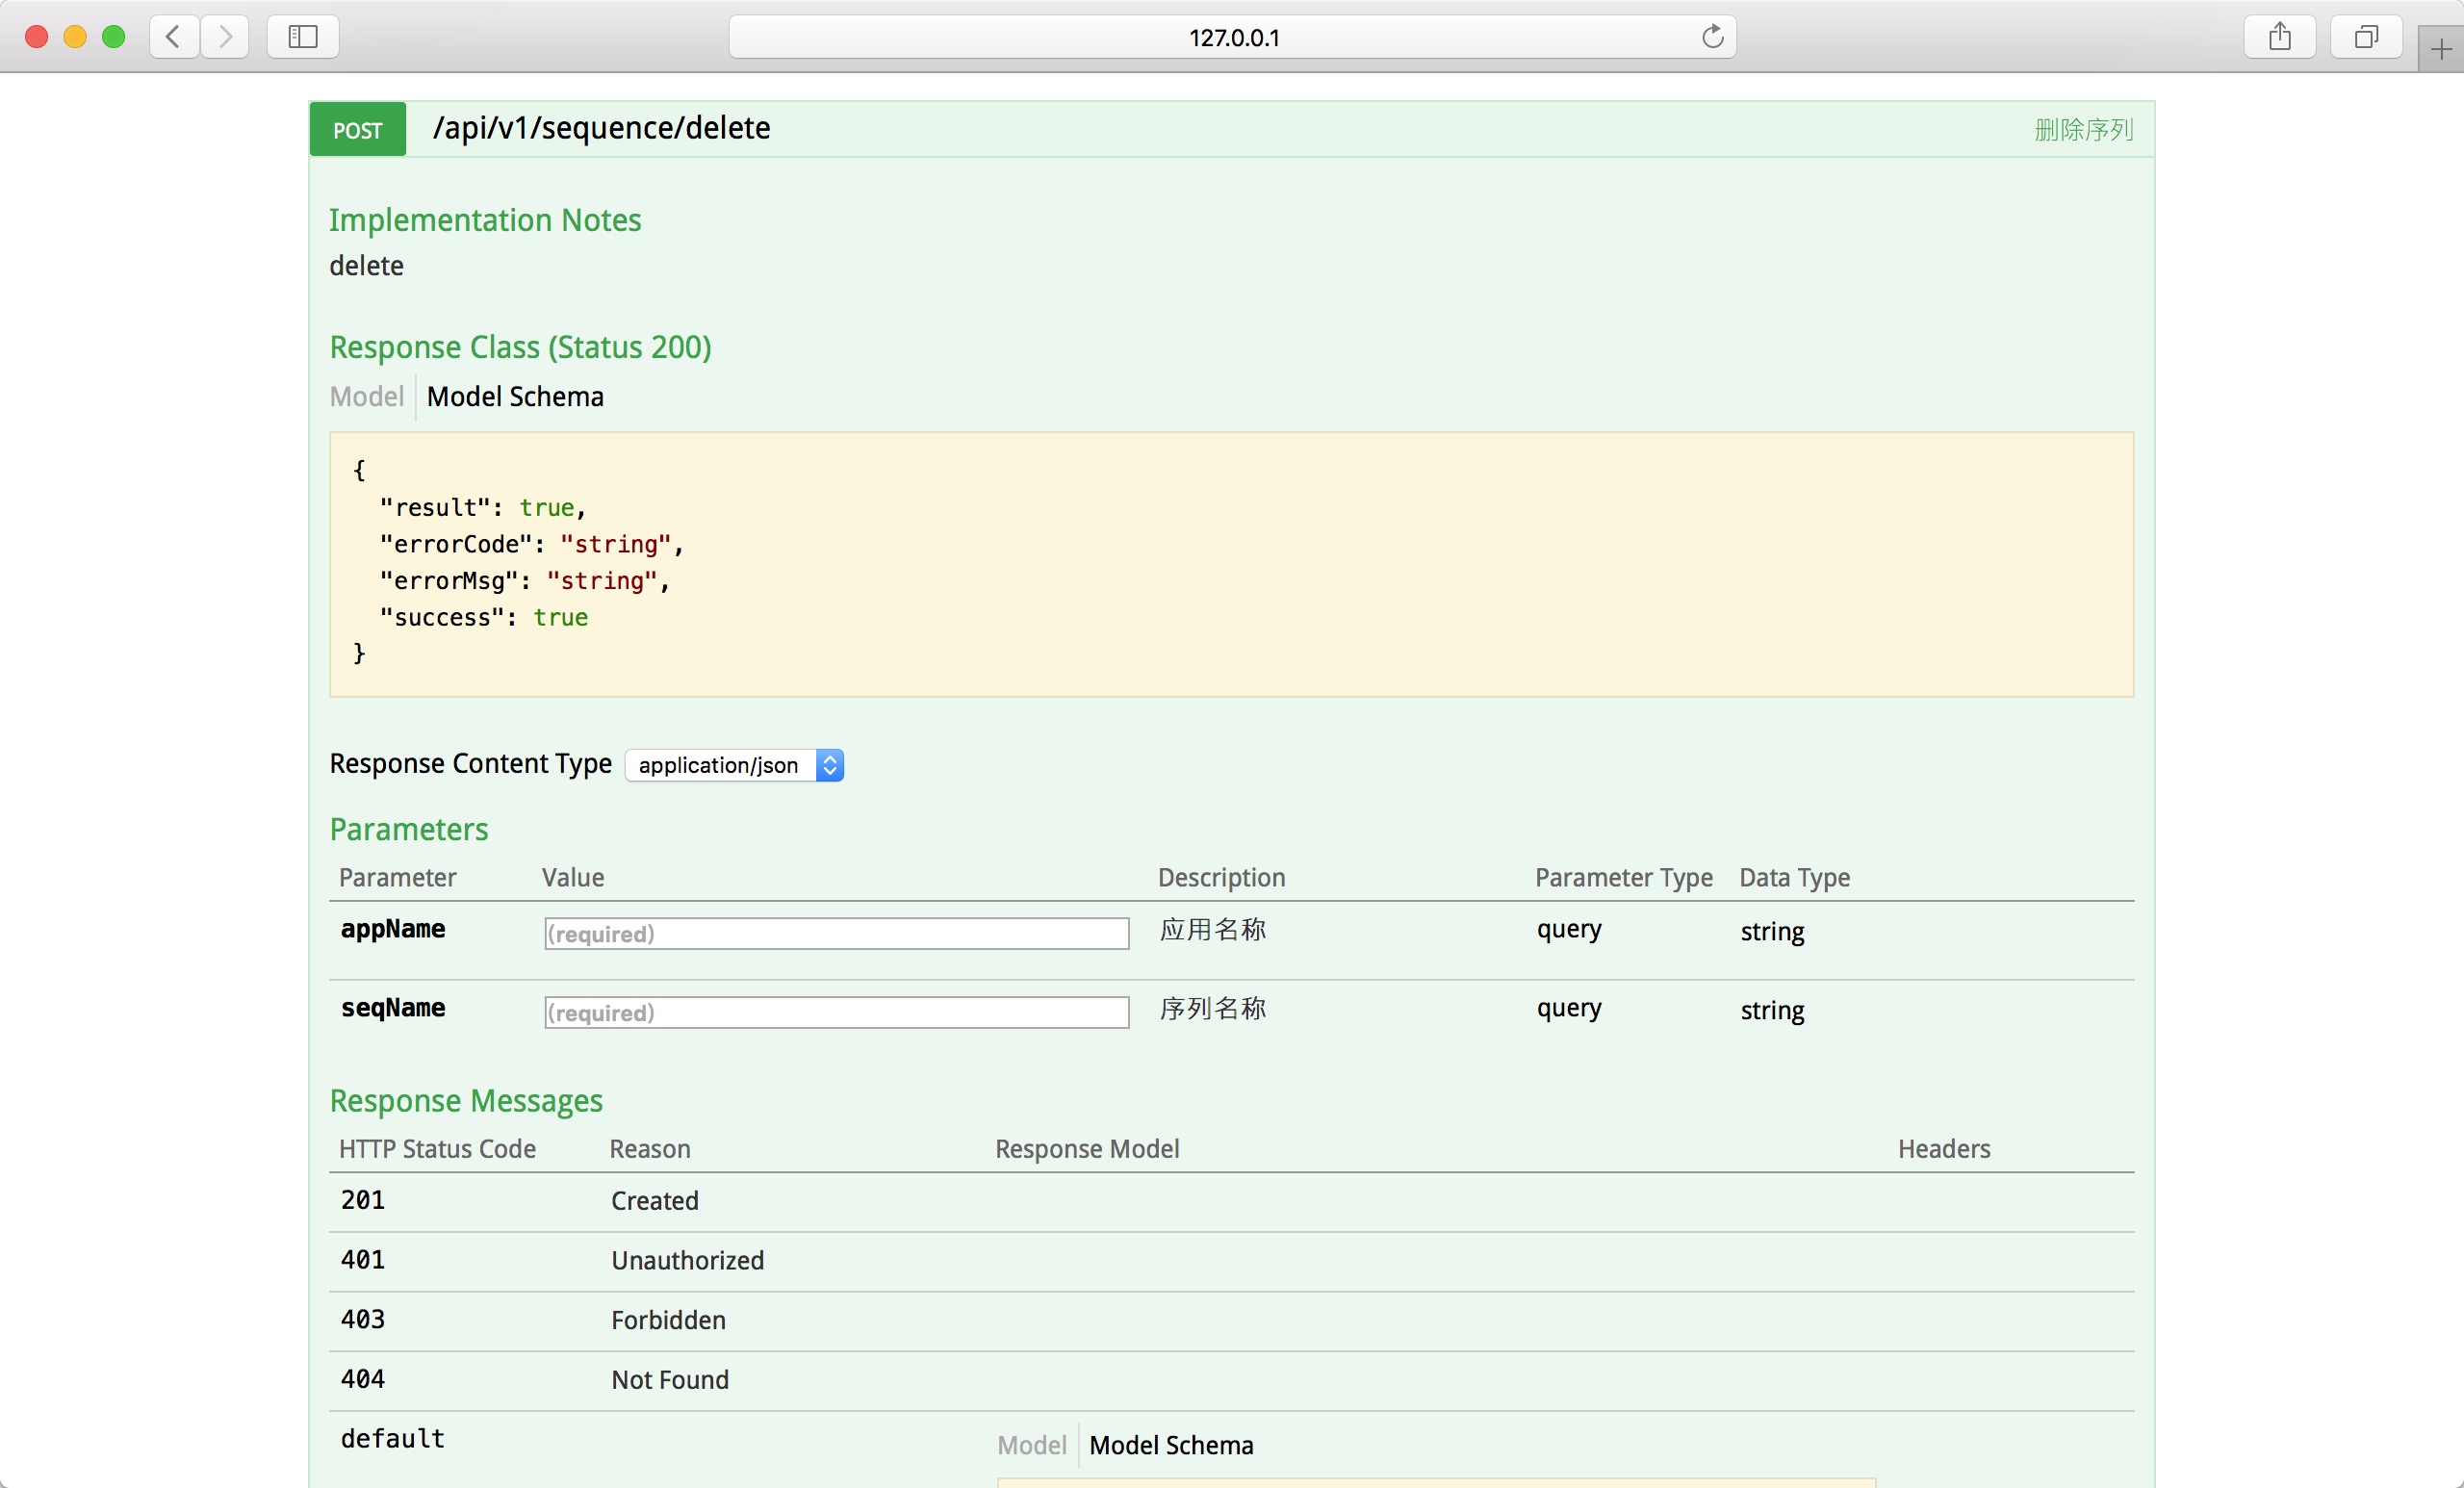 127.0.0.1
POST /api/v1/sequence/delete 删除序列
Implementation Notes
delete
Response Class (Status 200)
Model Model Schema
{
"result": true,
"errorCode": "string",
"errorMsg": "string",
"success": true
}
Response Content Type application/json
Parameters
Parameter Value Description Parameter Type Data Type
appName (required) 应用名称 query string
seqName (required) 序列名称 query string
Response Messages
HTTP Status Code Reason Response Model Headers
201 Created
401 Unauthorized
403 Forbidden
404 Not Found
default Model Model Schema